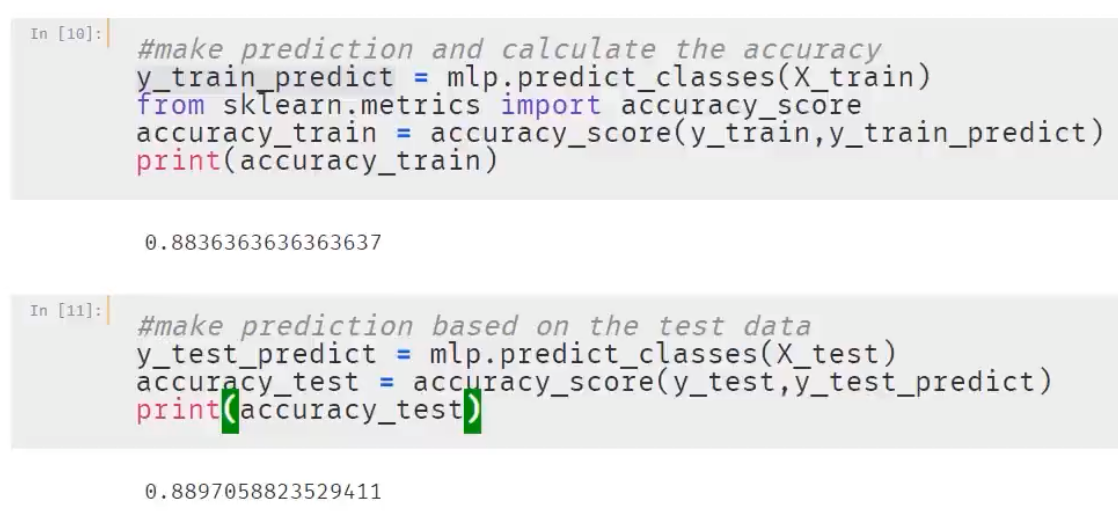 In [10]:
#make prediction and calculate the accuracy
y_train_predict = mlp.predict_classes(X_train)
from sklearn.metrics import accuracy_score
accuracy_train = accuracy_score(y_train,y_train_predict)
print(accuracy_train)
0.8836363636363637
In [11]:
#make prediction based on the test data
y_test_predict = mlp.predict_classes(X_test)
accuracy_test = accuracy_score(y_test,y_test_predict)
print(accuracy_test)
0.8897058823529411